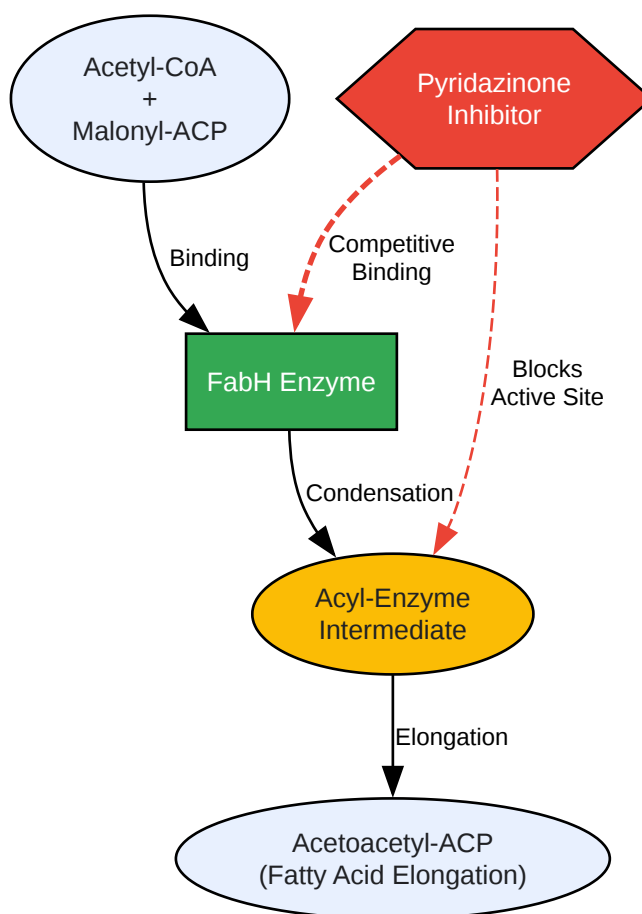 Acetyl-CoA
+
Malonyl-ACP
Pyridazinone
Inhibitor
Binding
Competitive
Binding
FabH Enzyme
Blocks
Active Site
Condensation
Acyl-Enzyme
Intermediate
Elongation
Acetoacetyl-ACP
(Fatty Acid Elongation)